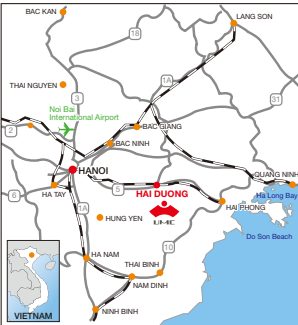 BAC KAN
LANG SON
18
1A
THAI NGUYEN
3
31
Noi Bai
International Airport
2
BAC GIANG
BAC NINH
HANOI
QUANG NINH
5
HAI DUONG
Ha Long Bay
6
HA TAY
1A
HUNG YEN
IUMIC
HAI PHONG
10
Do Son Beach
HA NAM
THAI BINH
NAM DINH
VIETNAM
NINH BINH